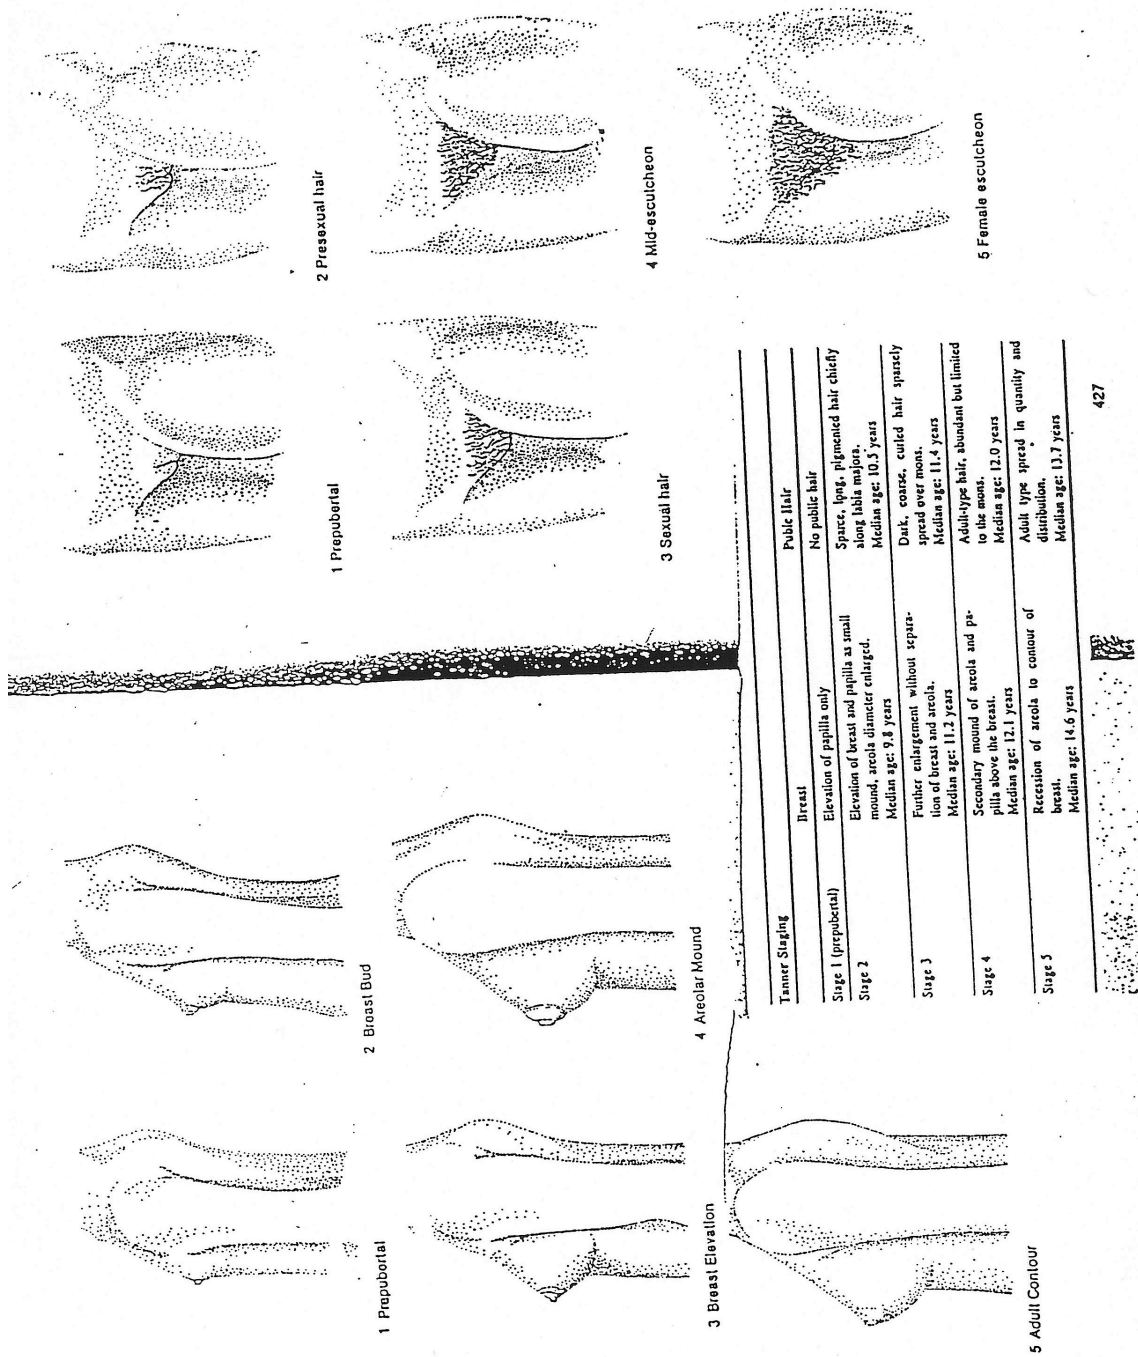 1 Prepubertal
2 Breast Bud
3 Breast Elevation
4 Areolar Mound
5 Adult Contour
1 Prepubertal
2 Presexual hair
3 Sexual hair
4 Mid-esculcheon
5 Female esculcheon
Tanner Staging Breast Pubic Hair
Stage 1 (prepubertal) Elevation of papilla only No pubic hair
Stage 2 Elevation of breast and papilla as small Sparce, long, pigmented hair chiefly
mound, areola diameter enlarged. along labia majora.
Median age: 9.8 years Median age: 10.5 years
Stage 3 Further enlargement without separa- Dark, coarse, curled hair sparsely
tion of breast and areola. spread over mons.
Median age: 11.2 years Median age: 11.4 years
Stage 4 Secondary mound of areola and pa- Adult-type hair, abundant but limited
pilla above the breast. to the mons.
Median age: 12.1 years Median age: 12.0 years
Stage 5 Recession of areola to contour of Adult type spread in quantity and
breast. distribution.
Median age: 14.6 years Median age: 13.7 years
427